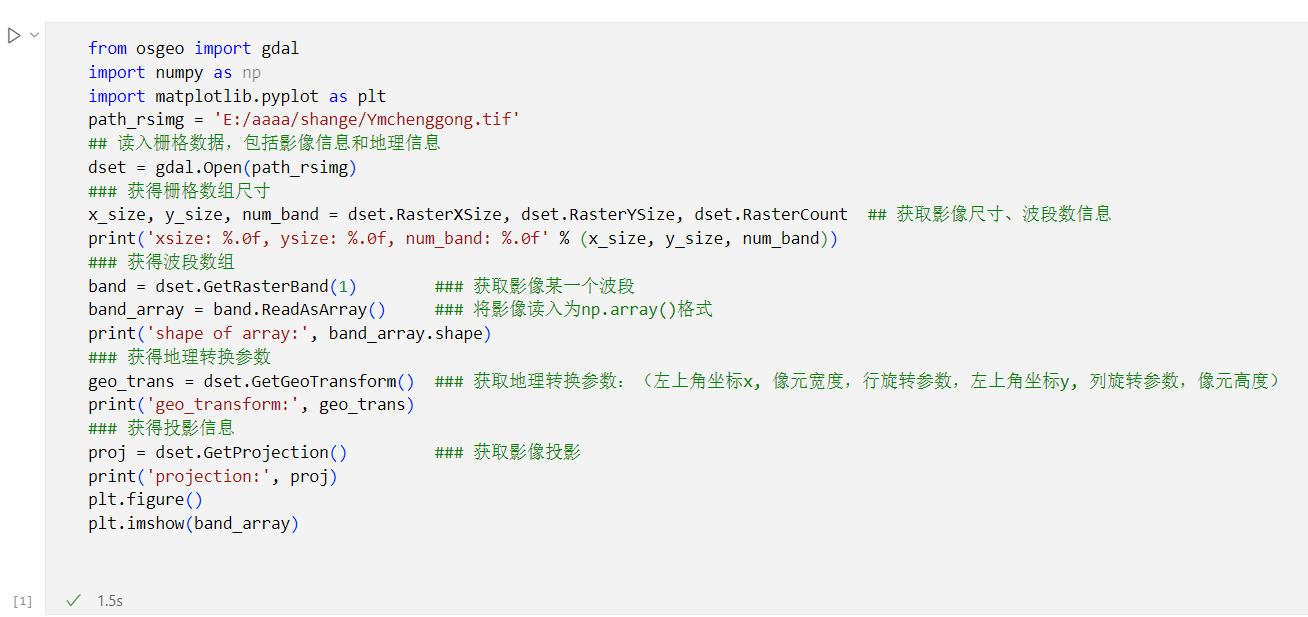 from osgeo import gdal
import numpy as np
import matplotlib.pyplot as plt
path_rsimg = 'E:/aaaa/shange/Ymchenggong.tif'
## 读入栅格数据，包括影像信息和地理信息
dset = gdal.Open(path_rsimg)
### 获得栅格数组尺寸
x_size, y_size, num_band = dset.RasterXSize, dset.RasterYSize, dset.RasterCount  ## 获取影像尺寸、波段数信息
print('xsize: %.0f, ysize: %.0f, num_band: %.0f' % (x_size, y_size, num_band))
### 获得波段数组
band = dset.GetRasterBand(1)        ### 获取影像某一个波段
band_array = band.ReadAsArray()     ### 将影像读入为np.array()格式
print('shape of array:', band_array.shape)
### 获得地理转换参数
geo_trans = dset.GetGeoTransform()  ### 获取地理转换参数：（左上角坐标x, 像元宽度，行旋转参数，左上角坐标y, 列旋转参数，像元高度）
print('geo_transform:', geo_trans)
### 获得投影信息
proj = dset.GetProjection()         ### 获取影像投影
print('projection:', proj)
plt.figure()
plt.imshow(band_array)
[1] 1.5s